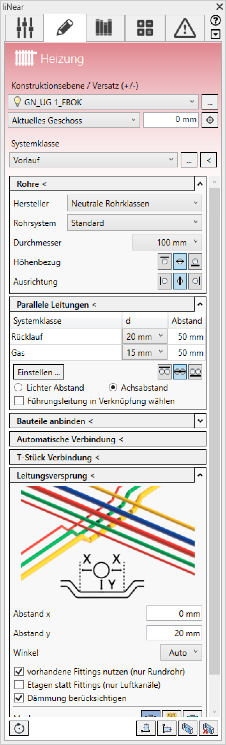 liNear
Heizung
Konstruktionsebene / Versatz (+/-)
GN_UG 1_FBOK
...
Aktuelles Geschoss
0 mm
Systemklasse
Vorlauf
...
<
Rohre <
Hersteller
Neutrale Rohrklassen
Rohrsystem
Standard
Durchmesser
100 mm
Höhenbezug
Ausrichtung
Parallele Leitungen <
Systemklasse d Abstand
Rücklauf 20 mm 50 mm
Gas 15 mm 50 mm
Einstellen ...
Lichter Abstand Achsabstand
Führungsleitung in Verknüpfung wählen
Bauteile anbinden <
Automatische Verbindung <
T-Stück Verbindung <
Leitungsversprung <
X X
Y
Abstand x 0 mm
Abstand y 20 mm
Winkel Auto
vorhandene Fittings nutzen (nur Rundrohr)
Etagen statt Fittings (nur Luftkanäle)
Dämmung berücksichtigen